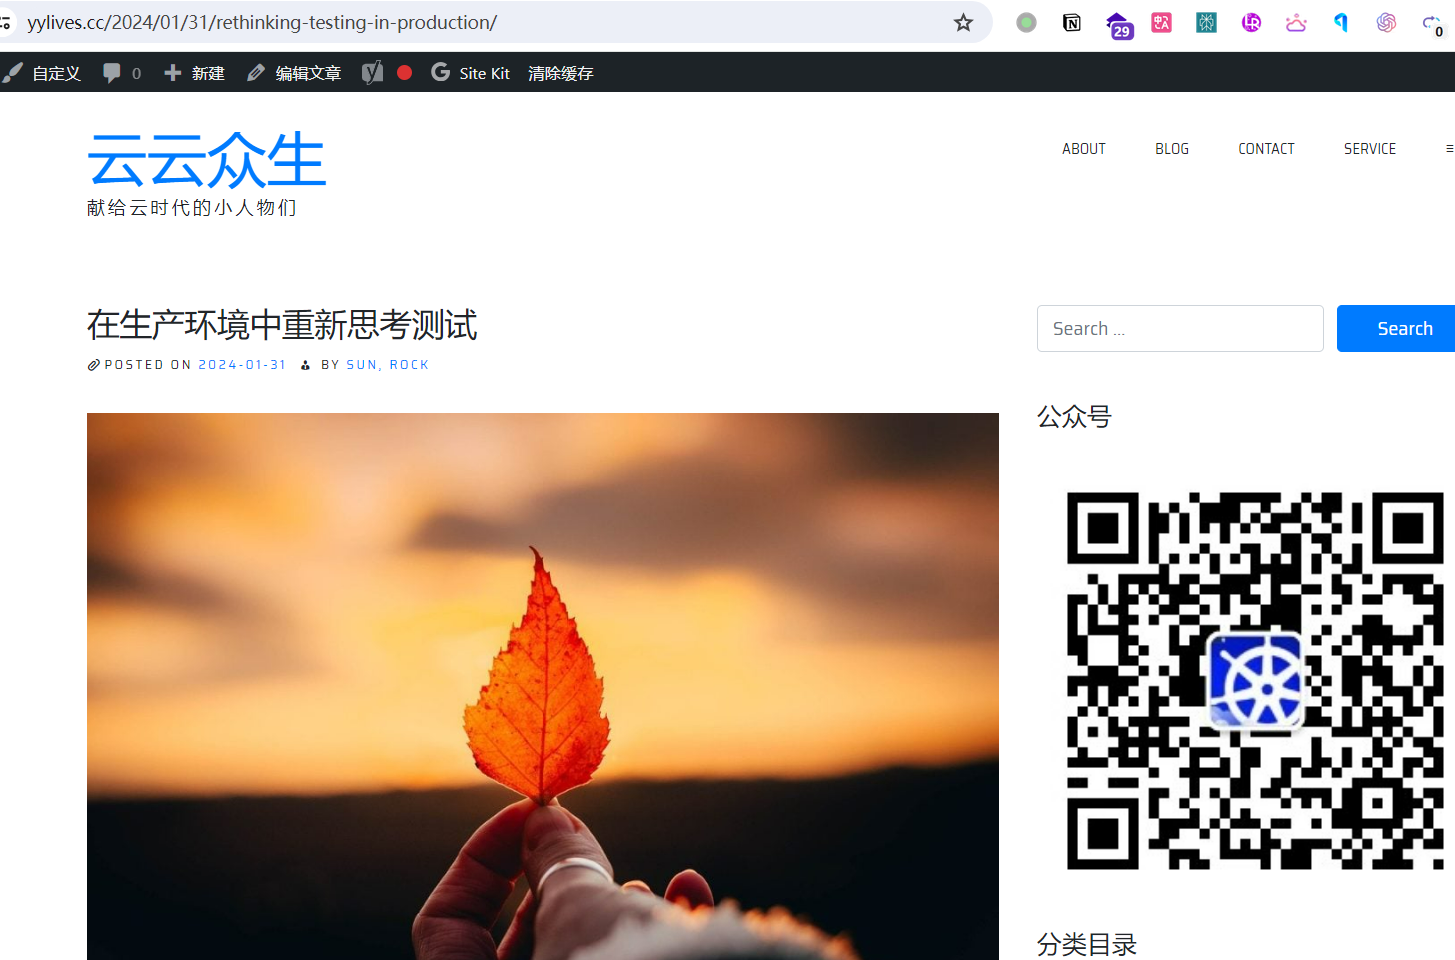 yylives.cc/2024/01/31/rethinking-testing-in-production/
29
0
自定义 0 新建 编辑文章 Site Kit 清除缓存
云云众生
献给云时代的小人物们
ABOUT BLOG CONTACT SERVICE
在生产环境中重新思考测试
POSTED ON 2024-01-31 BY SUN, ROCK
Search ...
Search
公众号
分类目录